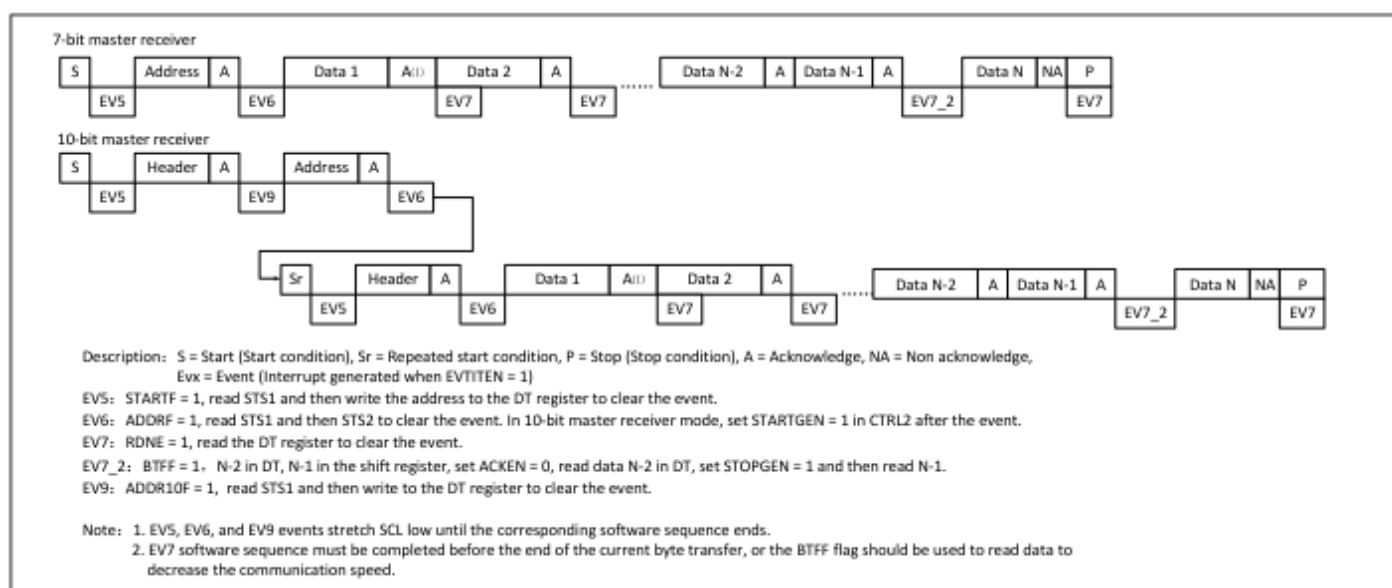 7-bit master receiver
S Address A Data 1 A(1) Data 2 A ...... Data N-2 A Data N-1 A Data N NA P
EV5 EV6 EV7 EV7 EV7_2 EV7
10-bit master receiver
S Header A Address A
EV5 EV9 EV6
Sr Header A Data 1 A(1) Data 2 A ...... Data N-2 A Data N-1 A Data N NA P
EV5 EV6 EV7 EV7 EV7_2 EV7
Description: S = Start (Start condition), Sr = Repeated start condition, P = Stop (Stop condition), A = Acknowledge, NA = Non acknowledge,
Evx = Event (Interrupt generated when EVTITEN = 1)
EV5: STARTF = 1, read STS1 and then write the address to the DT register to clear the event.
EV6: ADDRF = 1, read STS1 and then STS2 to clear the event. In 10-bit master receiver mode, set STARTGEN = 1 in CTRL2 after the event.
EV7: RDNE = 1, read the DT register to clear the event.
EV7_2: BTFF = 1, N-2 in DT, N-1 in the shift register, set ACKEN = 0, read data N-2 in DT, set STOPGEN = 1 and then read N-1.
EV9: ADDR10F = 1, read STS1 and then write to the DT register to clear the event.
Note: 1. EV5, EV6, and EV9 events stretch SCL low until the corresponding software sequence ends.
2. EV7 software sequence must be completed before the end of the current byte transfer, or the BTFF flag should be used to read data to
decrease the communication speed.